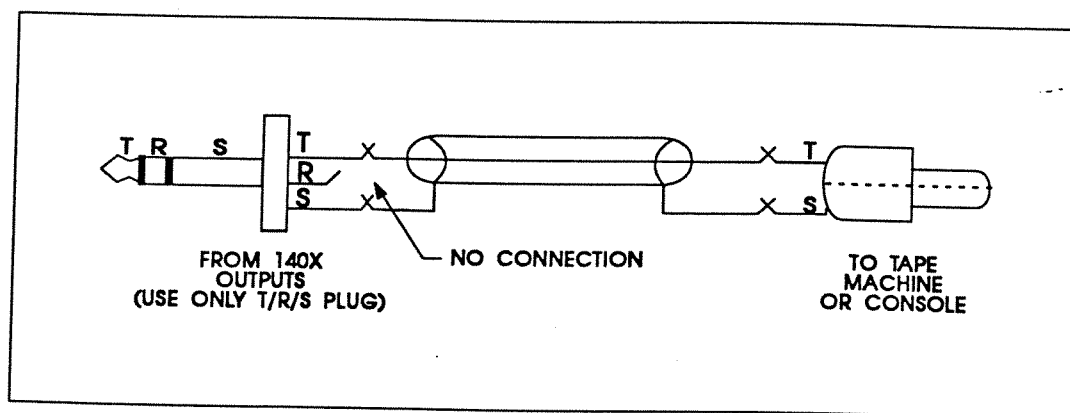 T R S
T
R
S
NO CONNECTION
FROM 140X
OUTPUTS
(USE ONLY T/R/S PLUG)
T
S
TO TAPE
MACHINE
OR CONSOLE